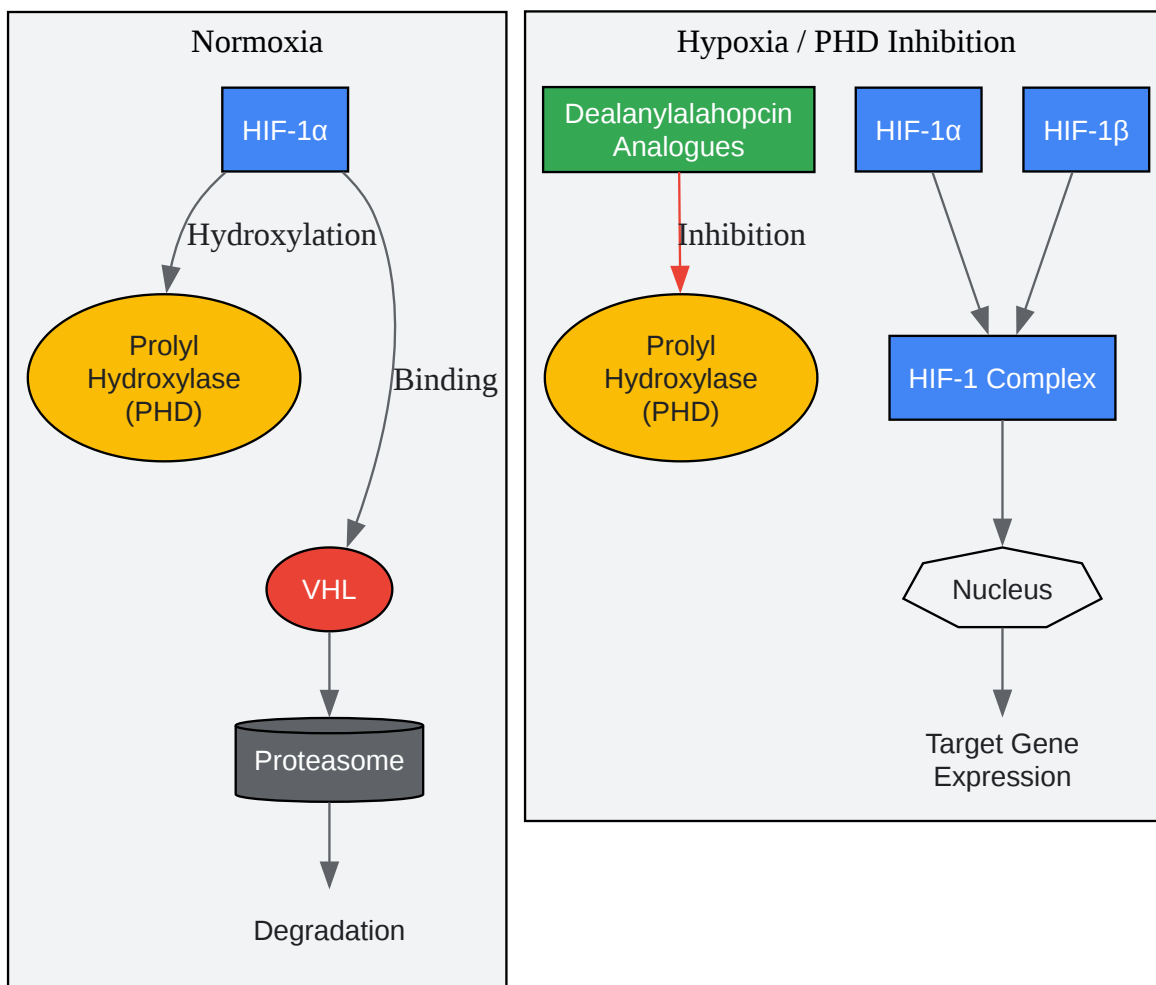 Normoxia
HIF-1α
Hydroxylation
Prolyl
Hydroxylase
(PHD)
Binding
VHL
Proteasome
Degradation
Hypoxia / PHD Inhibition
Dealanylalahopcin
Analogues
HIF-1α
HIF-1β
Inhibition
Prolyl
Hydroxylase
(PHD)
HIF-1 Complex
Nucleus
Target Gene
Expression